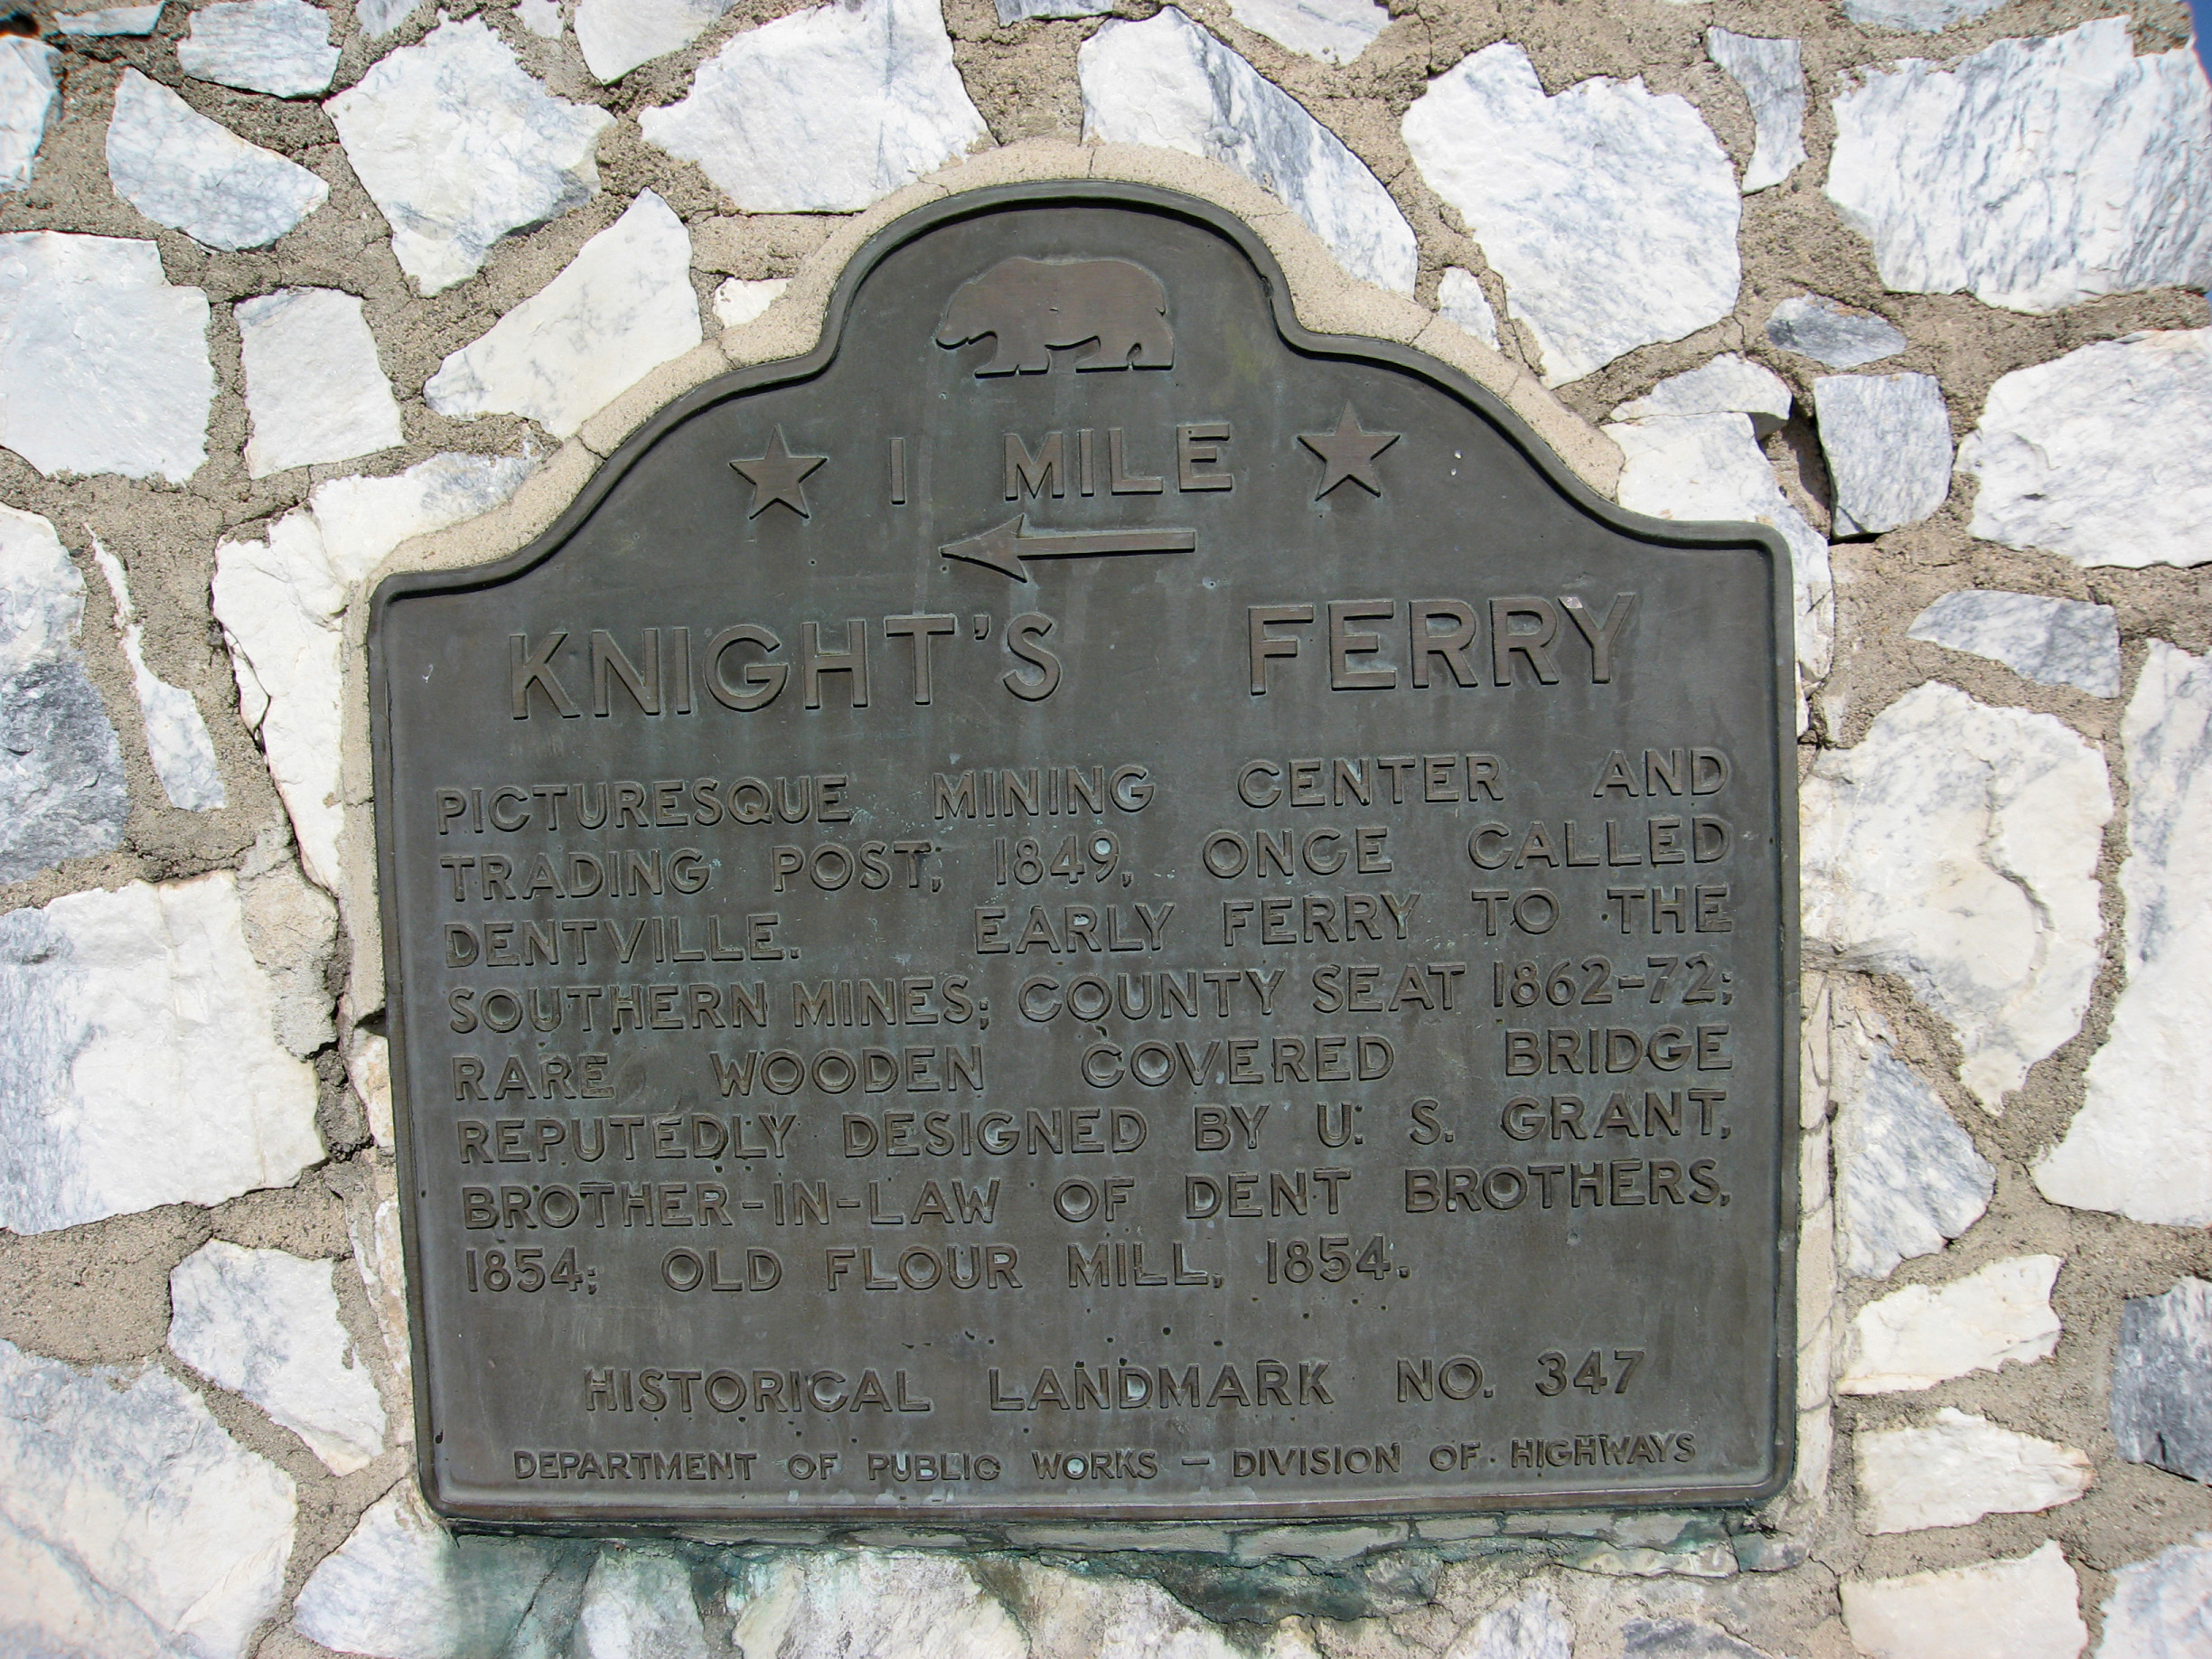 1 MILE
KNIGHT'S FERRY
PICTURESQUE MINING CENTER AND
TRADING POST, 1849, ONCE CALLED
DENTVILLE. EARLY FERRY TO THE
SOUTHERN MINES; COUNTY SEAT 1862-72;
RARE WOODEN COVERED BRIDGE
REPUTEDLY DESIGNED BY U. S. GRANT,
BROTHER-IN-LAW OF DENT BROTHERS,
1854; OLD FLOUR MILL, 1854.
HISTORICAL LANDMARK NO. 347
DEPARTMENT OF PUBLIC WORKS – DIVISION OF HIGHWAYS